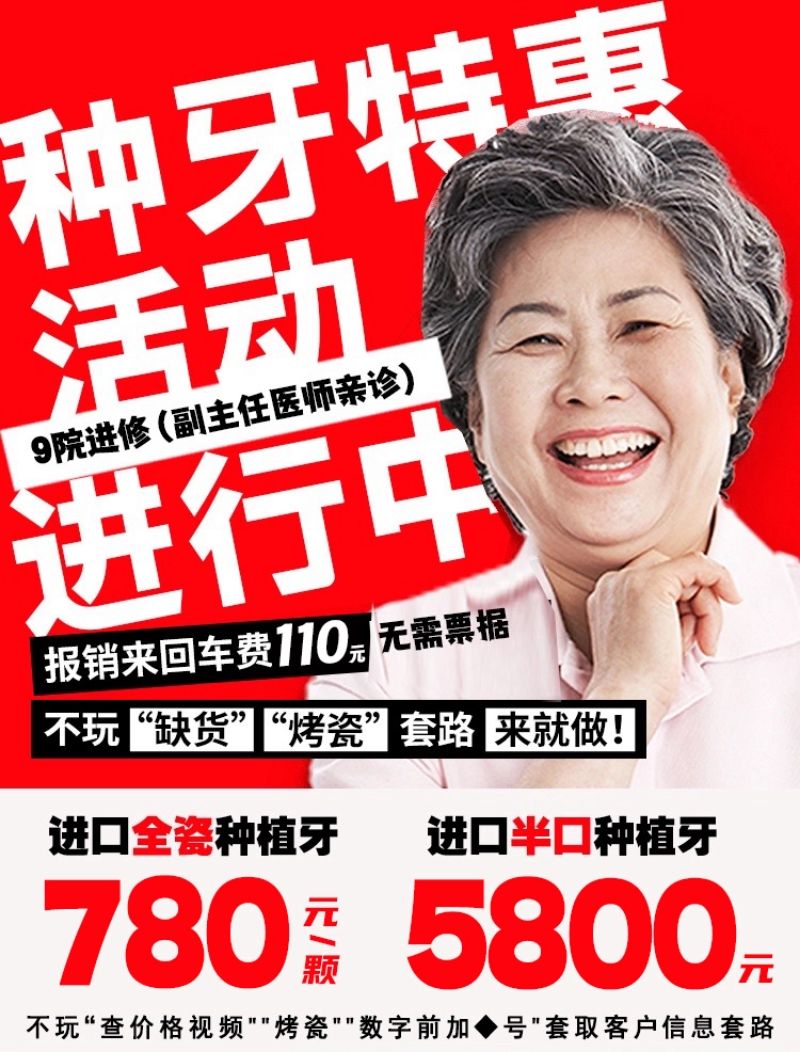 种牙特惠
活动
9院进修(副主任医师亲诊)
进行中
报销来回车费110元 无需票据
不玩“缺货”“烤瓷”套路 来就做!
进口全瓷种植牙
780元/颗
进口半口种植牙
5800元
不玩“查价格视频""烤瓷""数字前加◆号"套取客户信息套路